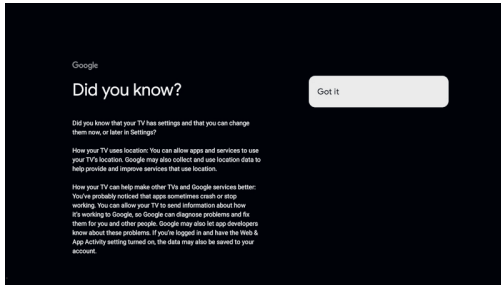 Google
Did you know?
Got it
Did you know that your TV has settings and that you can change
them now, or later in Settings?
How your TV uses location: You can allow apps and services to use
your TV's location. Google may also collect and use location data to
help provide and improve services that use location.
How your TV can help make other TVs and Google services better:
You've probably noticed that apps sometimes crash or stop
working. You can allow your TV to send information about how
it's working to Google, so Google can diagnose problems and fix
them for you and other people. Google may also let app developers
know about these problems. If you're logged in and have the Web &
App Activity setting turned on, the data may also be saved to your
account.